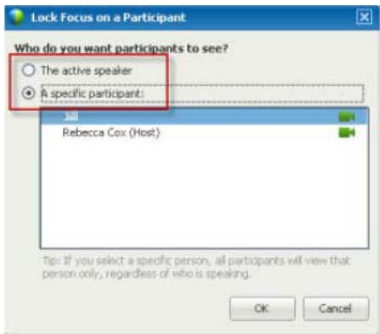 Lock Focus on a Participant
Who do you want participants to see?
The active speaker
A specific participant:
Jill
Rebecca Cox (Host)
Tip: If you select a specific person, all participants will view that
person only, regardless of who is speaking.
OK
Cancel